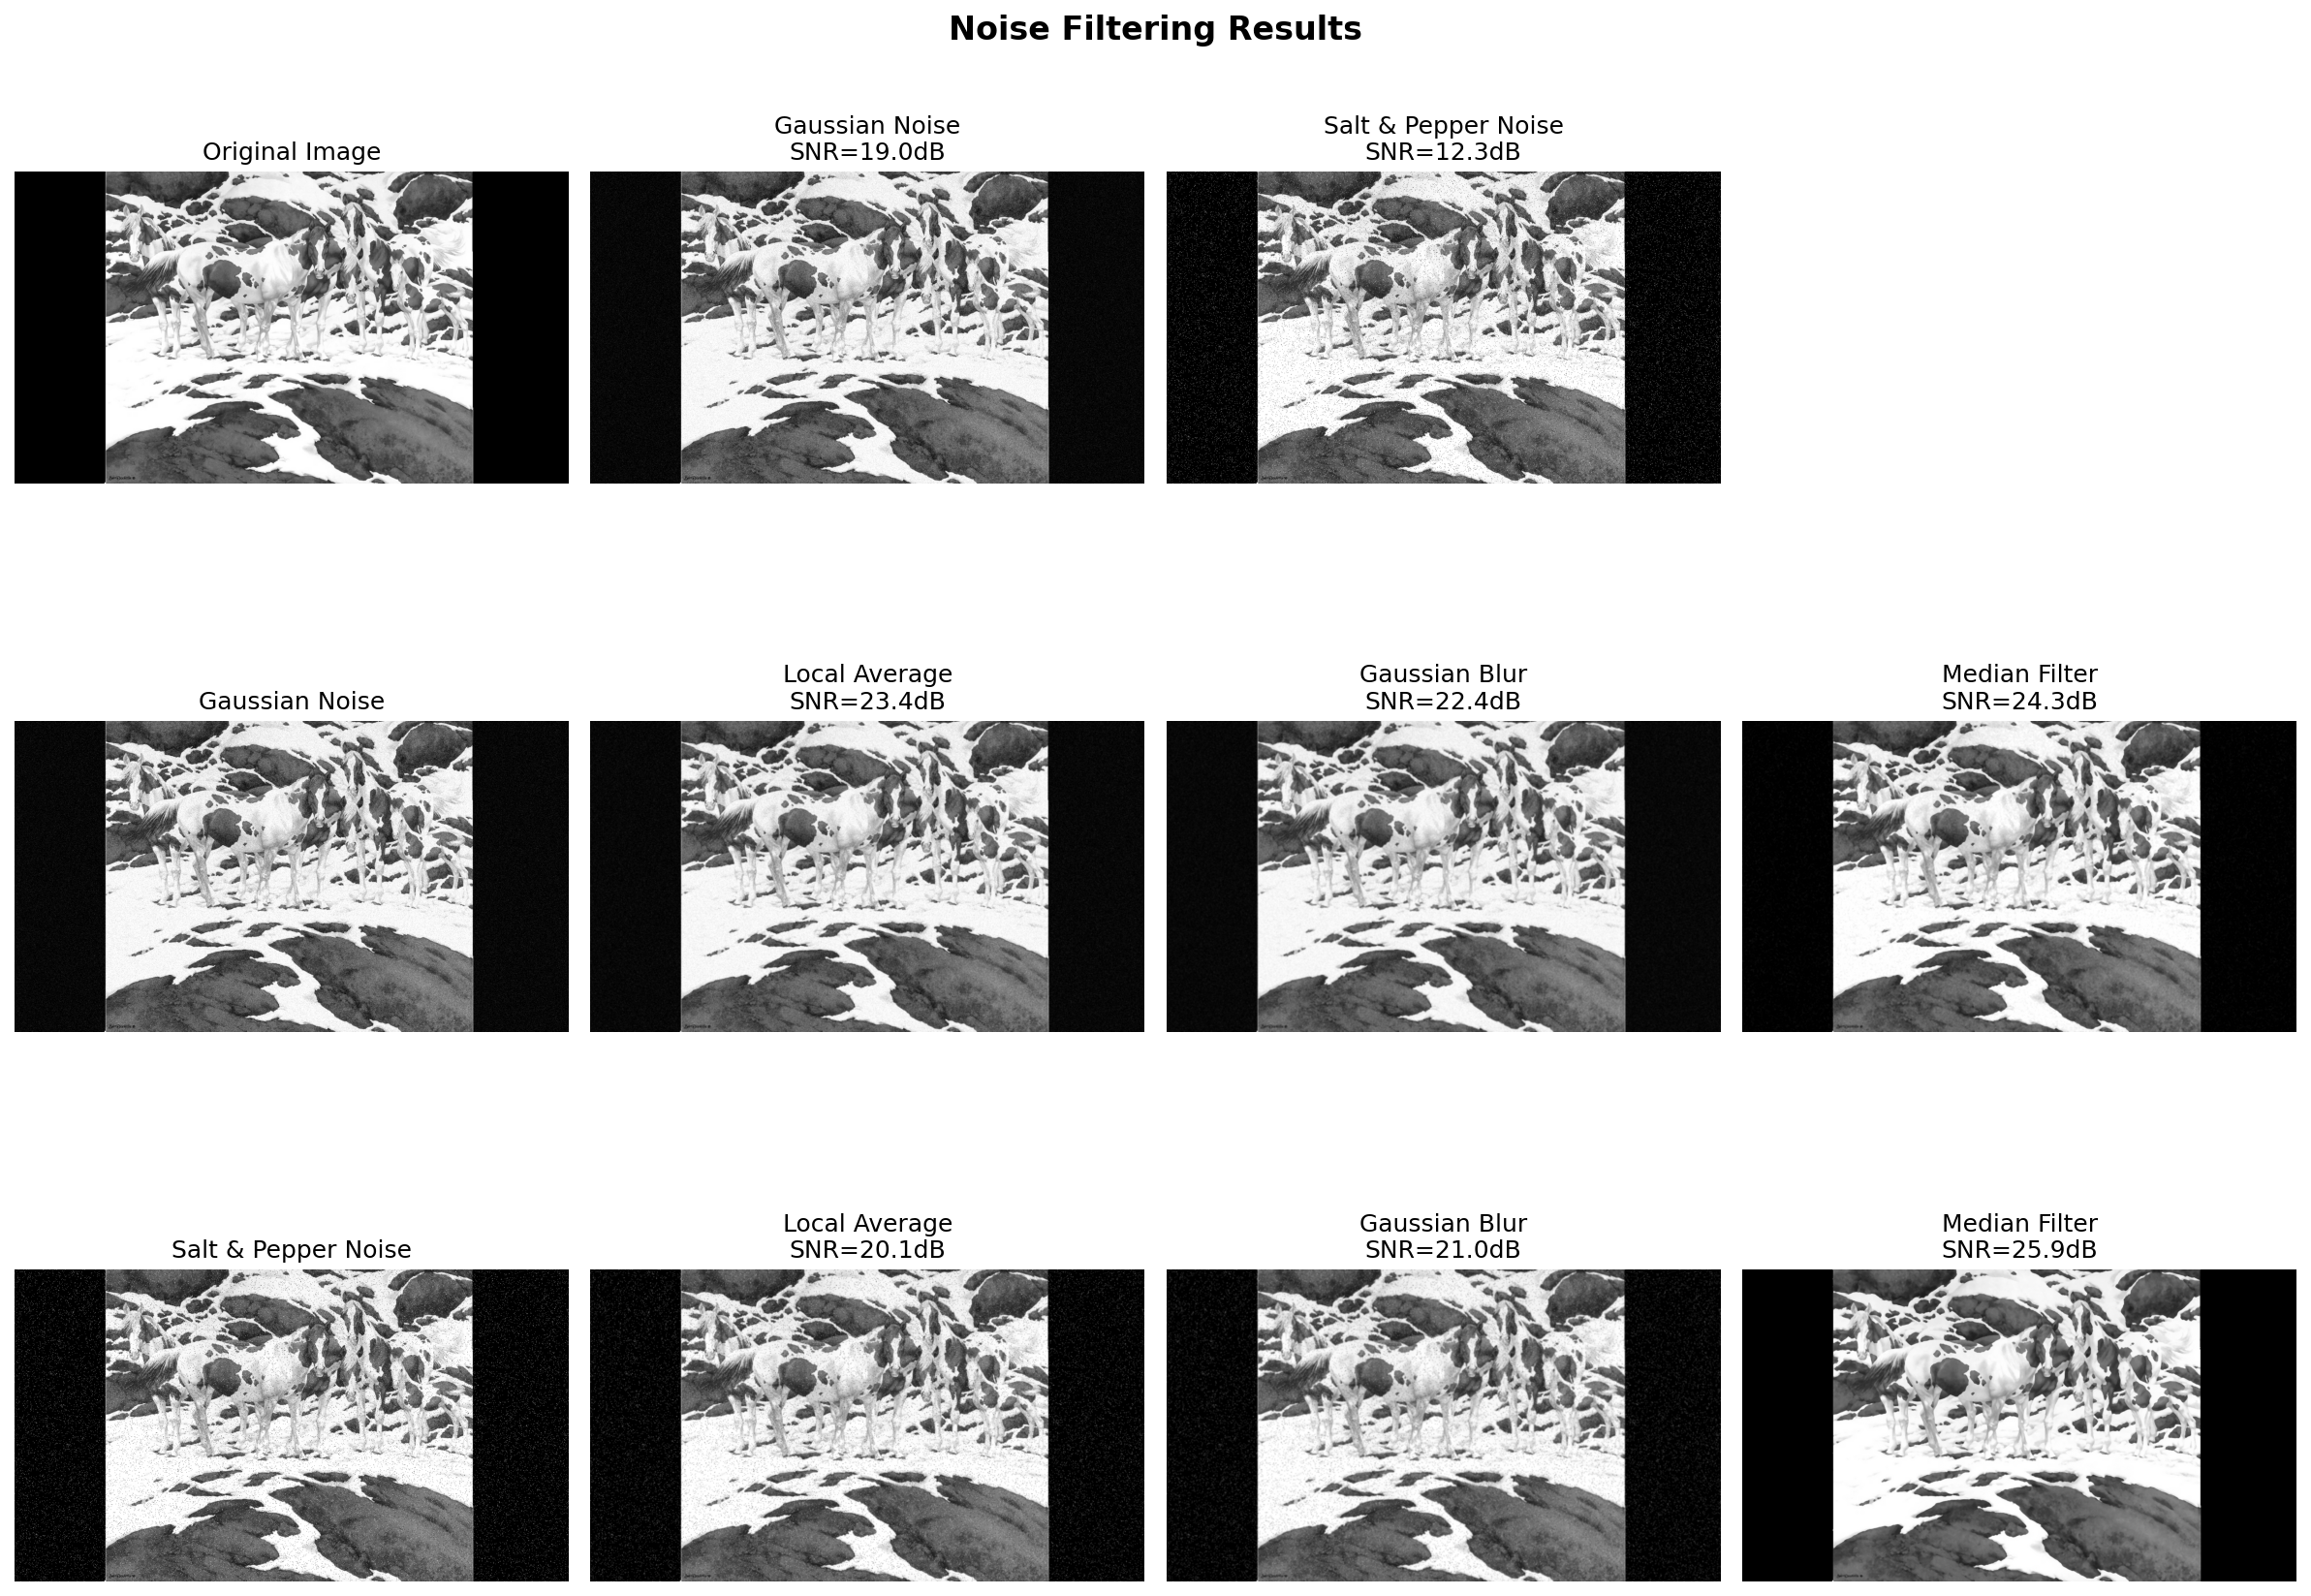 Noise Filtering Results
Original Image
Gaussian Noise
SNR=19.0dB
Salt & Pepper Noise
SNR=12.3dB
Gaussian Noise
Local Average
SNR=23.4dB
Gaussian Blur
SNR=22.4dB
Median Filter
SNR=24.3dB
Salt & Pepper Noise
Local Average
SNR=20.1dB
Gaussian Blur
SNR=21.0dB
Median Filter
SNR=25.9dB